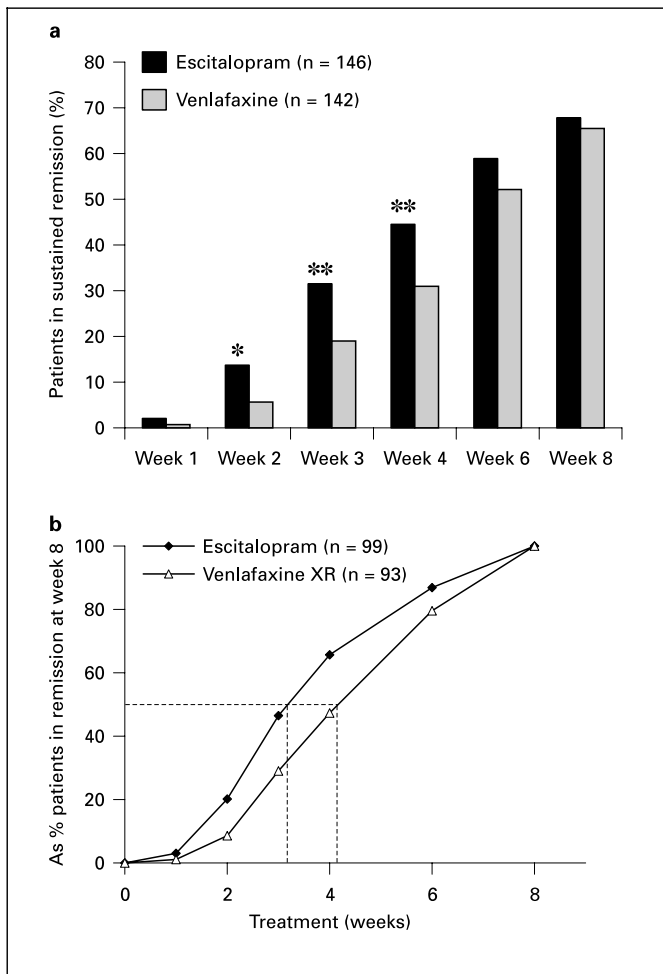 a
Patients in sustained remission (%)
80
70
60
50
40
30
20
10
0
Escitalopram (n = 146)
Venlafaxine (n = 142)
*
**
**
Week 1 Week 2 Week 3 Week 4 Week 6 Week 8
b
As % patients in remission at week 8
100
80
60
40
20
0
Escitalopram (n = 99)
Venlafaxine XR (n = 93)
0 2 4 6 8
Treatment (weeks)